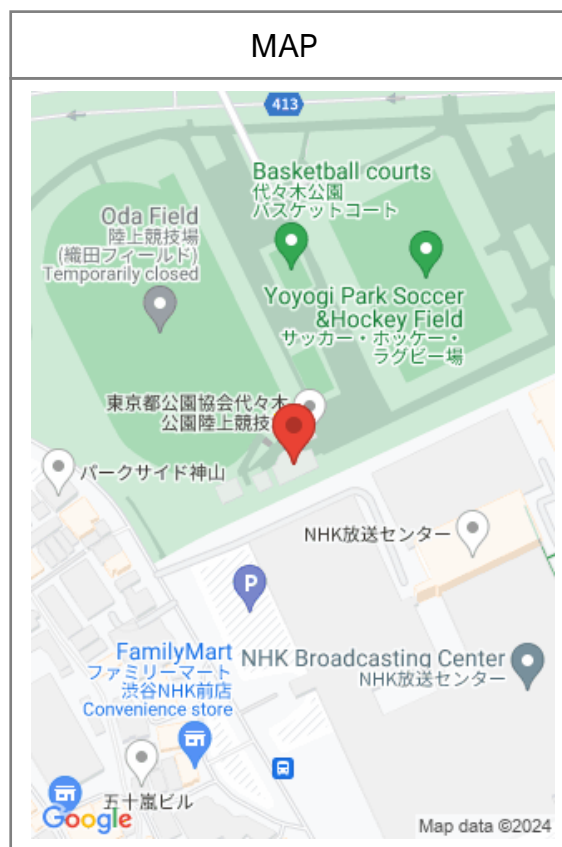 MAP
413
Basketball courts
代々木公園
バスケットコート
Oda Field
陸上競技場
(織田フィールド)
Temporarily closed
Yoyogi Park Soccer
&Hockey Field
サッカー・ホッケー・
ラグビー場
東京都公園協会代々木
公園陸上競技
パークサイド神山
NHK放送センター
P
FamilyMart
ファミリーマート
渋谷NHK前店
Convenience store
NHK Broadcasting Center
NHK放送センター
五十嵐ビル
Google
Map data ©2024